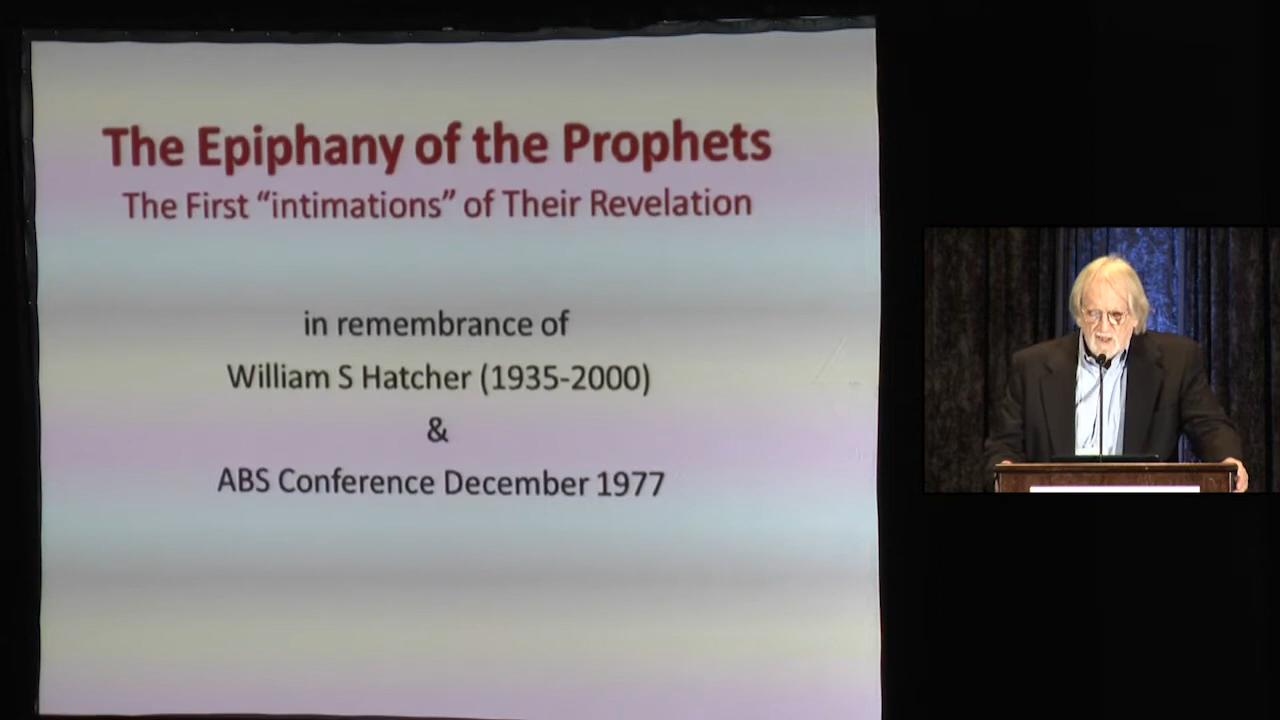 The Epiphany of the Prophets
The First “intimations” of Their Revelation
in remembrance of
William S Hatcher (1935-2000)
&
ABS Conference December 1977